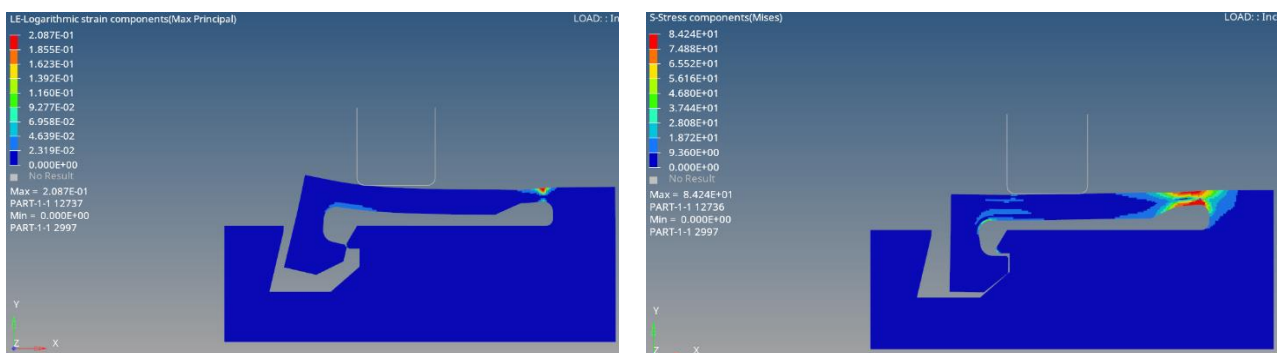 LE-Logarithmic strain components(Max Principal)
LOAD: : In
2.087E-01
1.855E-01
1.623E-01
1.392E-01
1.160E-01
9.277E-02
6.958E-02
4.639E-02
2.319E-02
0.000E+00
No Result
Max = 2.087E-01
PART-1-1 12737
Min = 0.000E+00
PART-1-1 2997
Y
Z X
S-Stress components(Mises)
LOAD: : Inc
8.424E+01
7.488E+01
6.552E+01
5.616E+01
4.680E+01
3.744E+01
2.808E+01
1.872E+01
9.360E+00
0.000E+00
No Result
Max = 8.424E+01
PART-1-1 12736
Min = 0.000E+00
PART-1-1 2997
Y
Z X